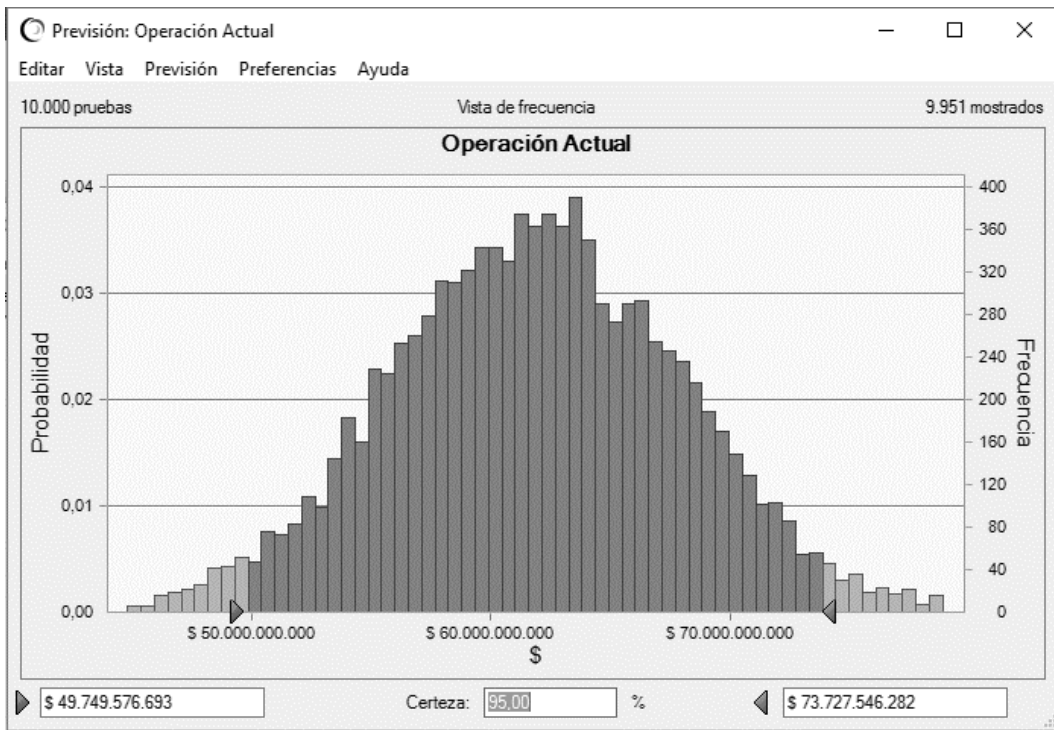 Previsión: Operación Actual
Editar Vista Previsión Preferencias Ayuda
10.000 pruebas Vista de frecuencia 9.951 mostrados
Operación Actual
0,04
0,03
0,02
0,01
0,00
Probabilidad
400
360
320
280
240
200
160
120
80
40
0
Frecuencia
$ 50.000.000.000 $ 60.000.000.000 $ 70.000.000.000
$
$ 49.749.576.693 Certeza: 95,00 % $ 73.727.546.282